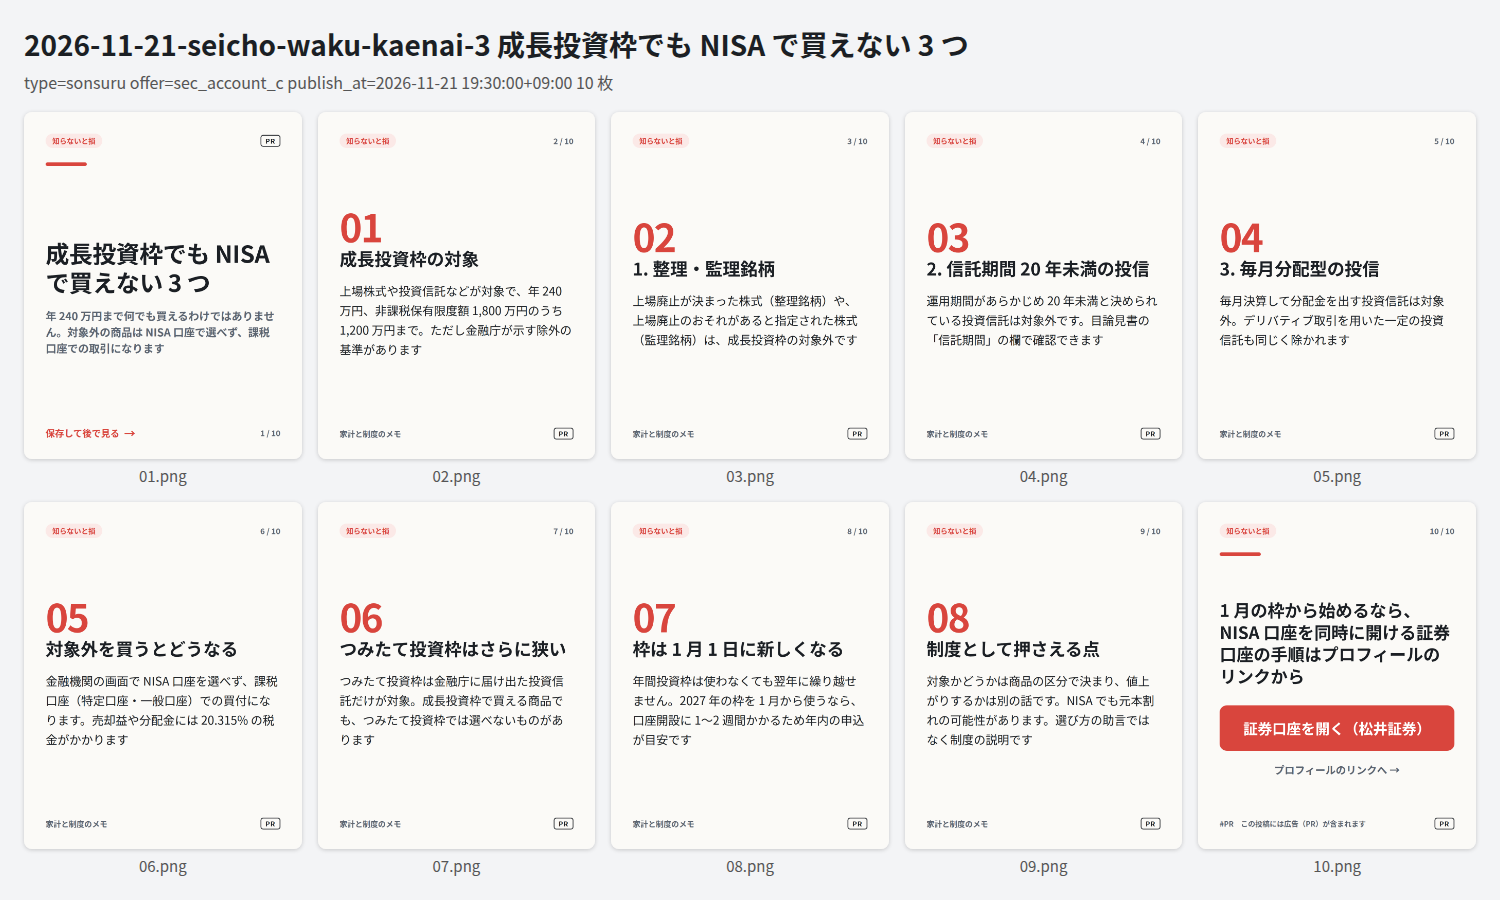 2026-11-21-seicho-waku-kaenai-3 成長投資枠でも NISA で買えない 3 つ
type=sonsuru offer=sec_account_c publish_at=2026-11-21 19:30:00+09:00 10 枚
知らないと損
PR
成長投資枠でも NISA
で買えない 3 つ
年 240 万円まで何でも買えるわけではありませ
ん。対象外の商品は NISA 口座で選べず、課税
口座での取引になります
保存して後で見る →
1 / 10
01.png
知らないと損
2 / 10
01
成長投資枠の対象
上場株式や投資信託などが対象で、年 240
万円、非課税保有限度額 1,800 万円のうち
1,200 万円まで。ただし金融庁が示す除外の
基準があります
家計と制度のメモ
PR
02.png
知らないと損
3 / 10
02
1. 整理・監理銘柄
上場廃止が決まった株式（整理銘柄）や、
上場廃止のおそれがあると指定された株式
（監理銘柄）は、成長投資枠の対象外です
家計と制度のメモ
PR
03.png
知らないと損
4 / 10
03
2. 信託期間 20 年未満の投信
運用期間があらかじめ 20 年未満と決められ
ている投資信託は対象外です。目論見書の
「信託期間」の欄で確認できます
家計と制度のメモ
PR
04.png
知らないと損
5 / 10
04
3. 毎月分配型の投信
毎月決算して分配金を出す投資信託は対象
外。デリバティブ取引を用いた一定の投資
信託も同じく除かれます
家計と制度のメモ
PR
05.png
知らないと損
6 / 10
05
対象外を買うとどうなる
金融機関の画面で NISA 口座を選べず、課税
口座（特定口座・一般口座）での買付にな
ります。売却益や分配金には 20.315% の税
金がかかります
家計と制度のメモ
PR
06.png
知らないと損
7 / 10
06
つみたて投資枠はさらに狭い
つみたて投資枠は金融庁に届け出た投資信
託だけが対象。成長投資枠で買える商品で
も、つみたて投資枠では選べないものがあ
ります
家計と制度のメモ
PR
07.png
知らないと損
8 / 10
07
枠は 1 月 1 日に新しくなる
年間投資枠は使わなくても翌年に繰り越せ
ません。2027 年の枠を 1 月から使うなら、
口座開設に 1〜2 週間かかるため年内の申込
が目安です
家計と制度のメモ
PR
08.png
知らないと損
9 / 10
08
制度として押さえる点
対象かどうかは商品の区分で決まり、値上
がりするかは別の話です。NISA でも元本割
れの可能性があります。選び方の助言では
なく制度の説明です
家計と制度のメモ
PR
09.png
知らないと損
10 / 10
1 月の枠から始めるなら、
NISA 口座を同時に開ける証券
口座の手順はプロフィールの
リンクから
証券口座を開く（松井証券）
プロフィールのリンクへ →
#PR この投稿には広告（PR）が含まれます
PR
10.png